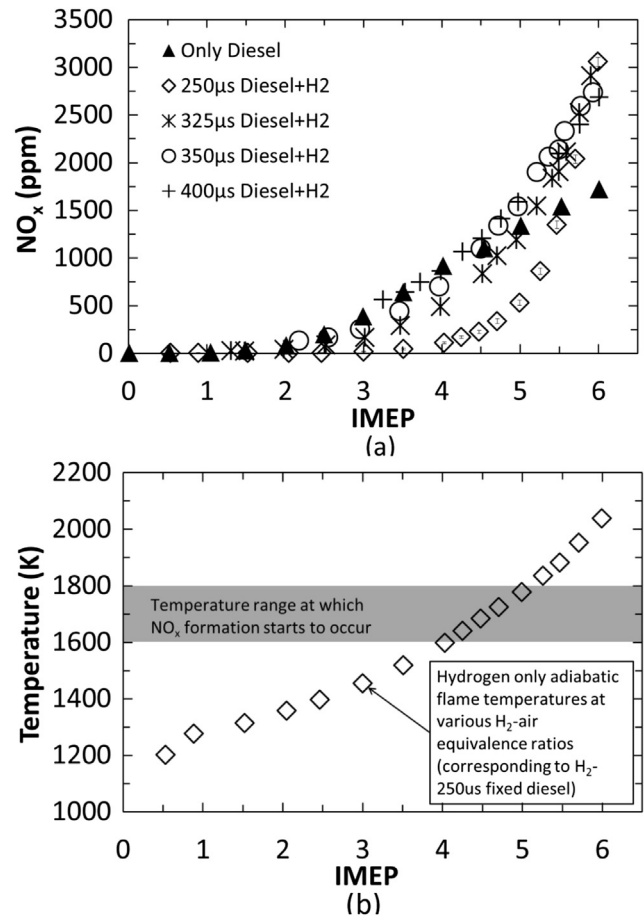 3500
3000
2500
2000
1500
1000
500
0
NOx (ppm)
Only Diesel
250µs Diesel+H2
325µs Diesel+H2
350µs Diesel+H2
400µs Diesel+H2
0 1 2 3 4 5 6
IMEP
(a)
2200
2000
1800
1600
1400
1200
1000
Temperature (K)
Temperature range at which
NOx formation starts to occur
Hydrogen only adiabatic
flame temperatures at
various H2-air
equivalence ratios
(corresponding to H2-
250us fixed diesel)
0 1 2 3 4 5 6
IMEP
(b)